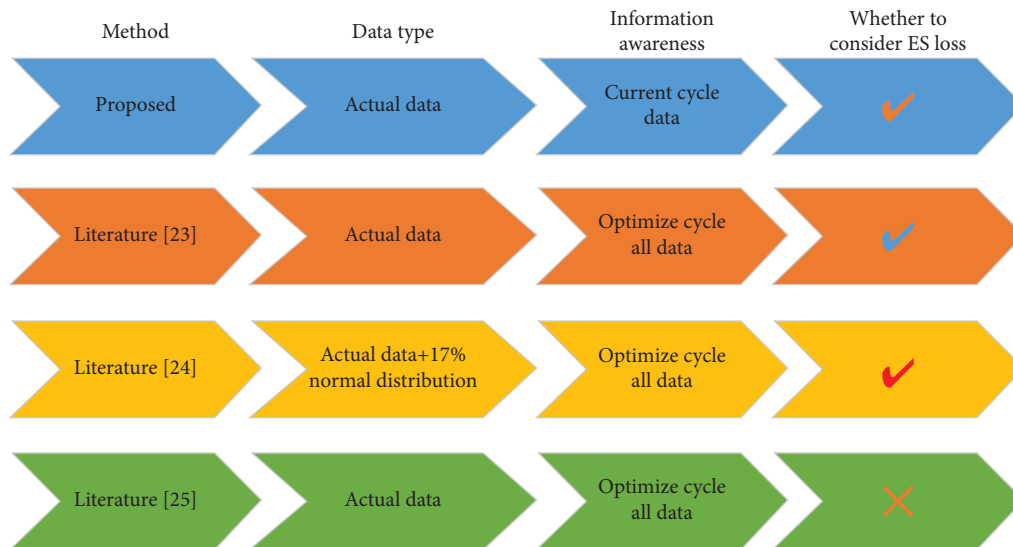 Method
Data type
Information
awareness
Whether to
consider ES loss
Proposed
Actual data
Current cycle
data
Literature [23]
Actual data
Optimize cycle
all data
Literature [24]
Actual data+17%
normal distribution
Optimize cycle
all data
Literature [25]
Actual data
Optimize cycle
all data